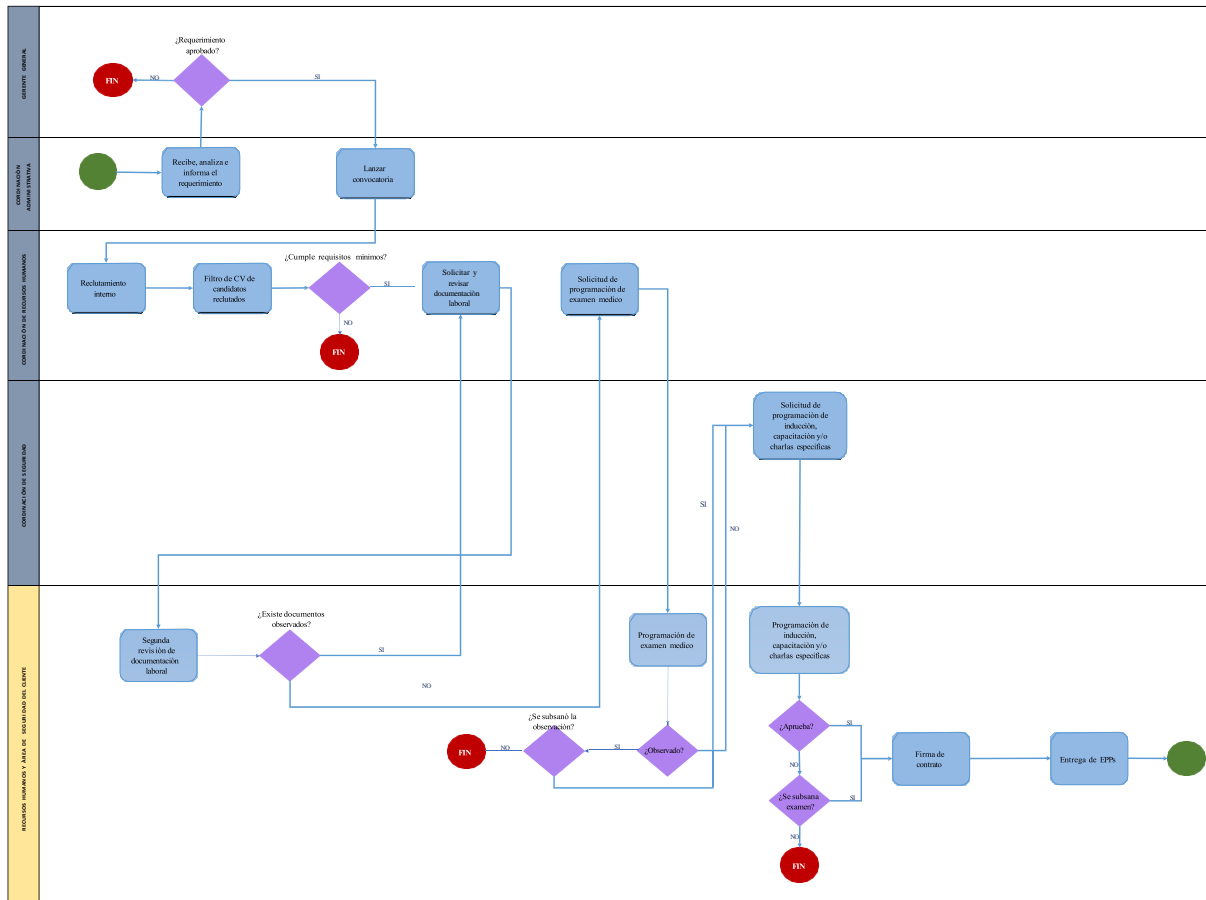 GERENTE GENERAL
¿Requerimiento
aprobado?
FIN
NO
SI
CORDINACIÓN
ADMINISTRATIVA
Recibe, analiza e
informa el
requerimiento
Lanzar
convocatoria
CORDINACIÓN DE RECURSOS HUMANOS
Reclutamiento
interno
Filtro de CV de
candidatos
reclutados
¿Cumple requisitos mínimos?
SI
NO
FIN
Solicitar y
revisar
documentación
laboral
Solicitud de
programación de
examen medico
CORDINACIÓN DE SEGURIDAD
Solicitud de
programación de
inducción,
capacitación y/o
charlas específicas
SI
NO
RECURSOS HUMANOS Y ÁREA DE SEGURIDAD DEL CLIENTE
Segunda
revisión de
documentación
laboral
¿Existe documentos
observados?
SI
NO
Programación de
examen medico
¿Observado?
SI
¿Se subsanó la
observación?
NO
FIN
Programación de
inducción,
capacitación y/o
charlas específicas
¿Aprueba?
SI
NO
¿Se subsana
examen?
SI
NO
FIN
Firma de
contrato
Entrega de EPPs